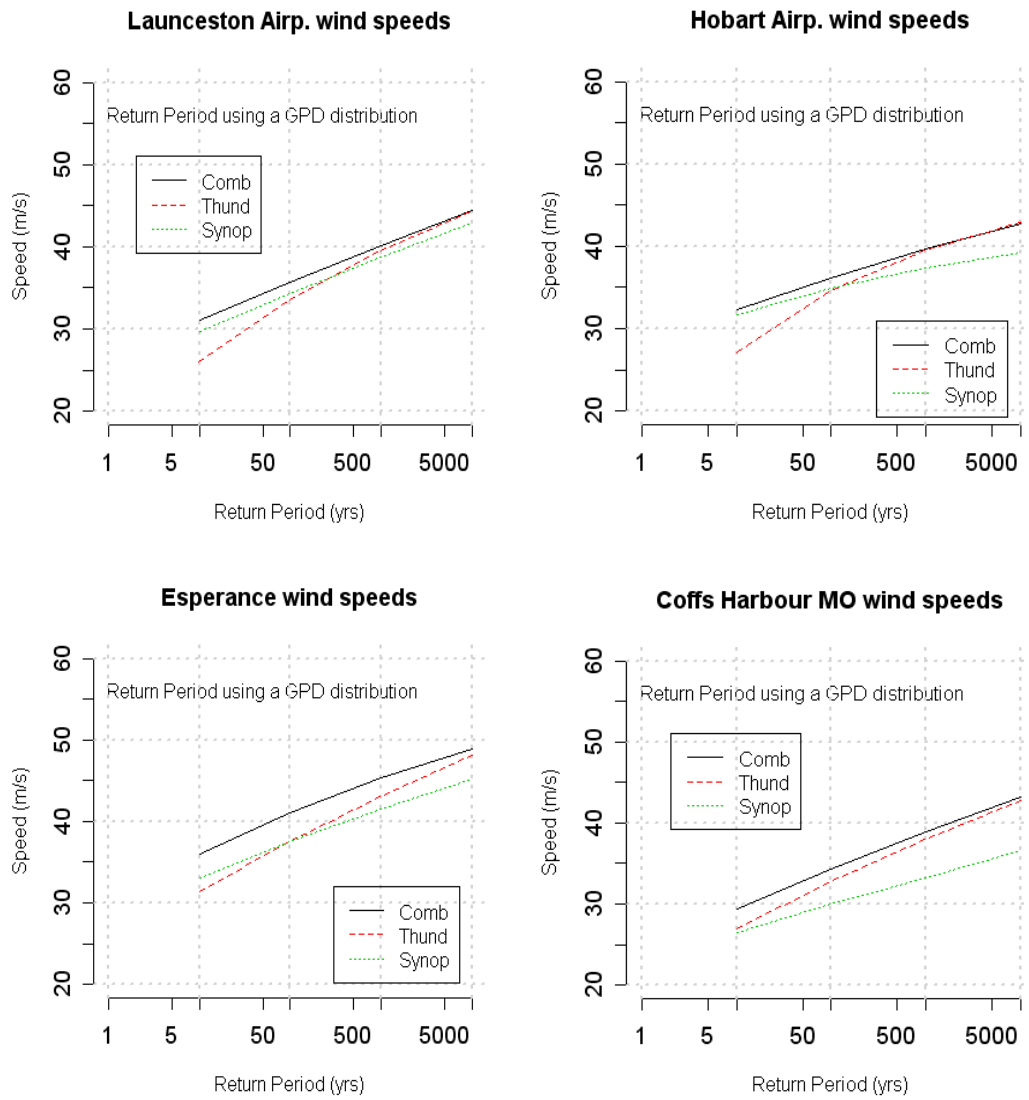 Launceston Airp. wind speeds
Speed (m/s)
60
50
40
30
20
Return Period using a GPD distribution
Comb
Thund
Synop
1 5 50 500 5000
Return Period (yrs)
Hobart Airp. wind speeds
Speed (m/s)
60
50
40
30
20
Return Period using a GPD distribution
Comb
Thund
Synop
1 5 50 500 5000
Return Period (yrs)
Esperance wind speeds
Speed (m/s)
60
50
40
30
20
Return Period using a GPD distribution
Comb
Thund
Synop
1 5 50 500 5000
Return Period (yrs)
Coffs Harbour MO wind speeds
Speed (m/s)
60
50
40
30
20
Return Period using a GPD distribution
Comb
Thund
Synop
1 5 50 500 5000
Return Period (yrs)